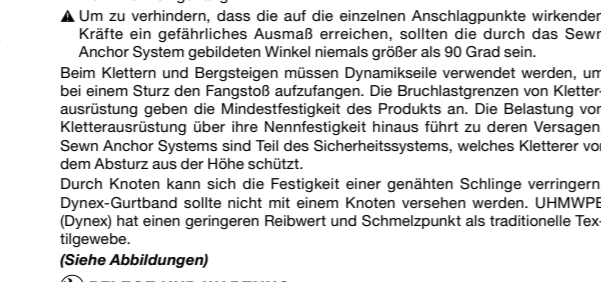 ⚠ Um zu verhindern, dass die auf die einzelnen Anschlagpunkte wirkenden
Kräfte ein gefährliches Ausmaß erreichen, sollten die durch das Sewn
Anchor System gebildeten Winkel niemals größer als 90 Grad sein.
Beim Klettern und Bergsteigen müssen Dynamikseile verwendet werden, um
bei einem Sturz den Fangstoß aufzufangen. Die Bruchlastgrenzen von Kletter-
ausrüstung geben die Mindestfestigkeit des Produkts an. Die Belastung von
Kletterausrüstung über ihre Nennfestigkeit hinaus führt zu deren Versagen.
Sewn Anchor Systems sind Teil des Sicherheitssystems, welches Kletterer vor
dem Absturz aus der Höhe schützt.
Durch Knoten kann sich die Festigkeit einer genähten Schlinge verringern.
Dynex-Gurtband sollte nicht mit einem Knoten versehen werden. UHMWPE
(Dynex) hat einen geringeren Reibwert und Schmelzpunkt als traditionelle Tex-
tilgewebe.
(Siehe Abbildungen)